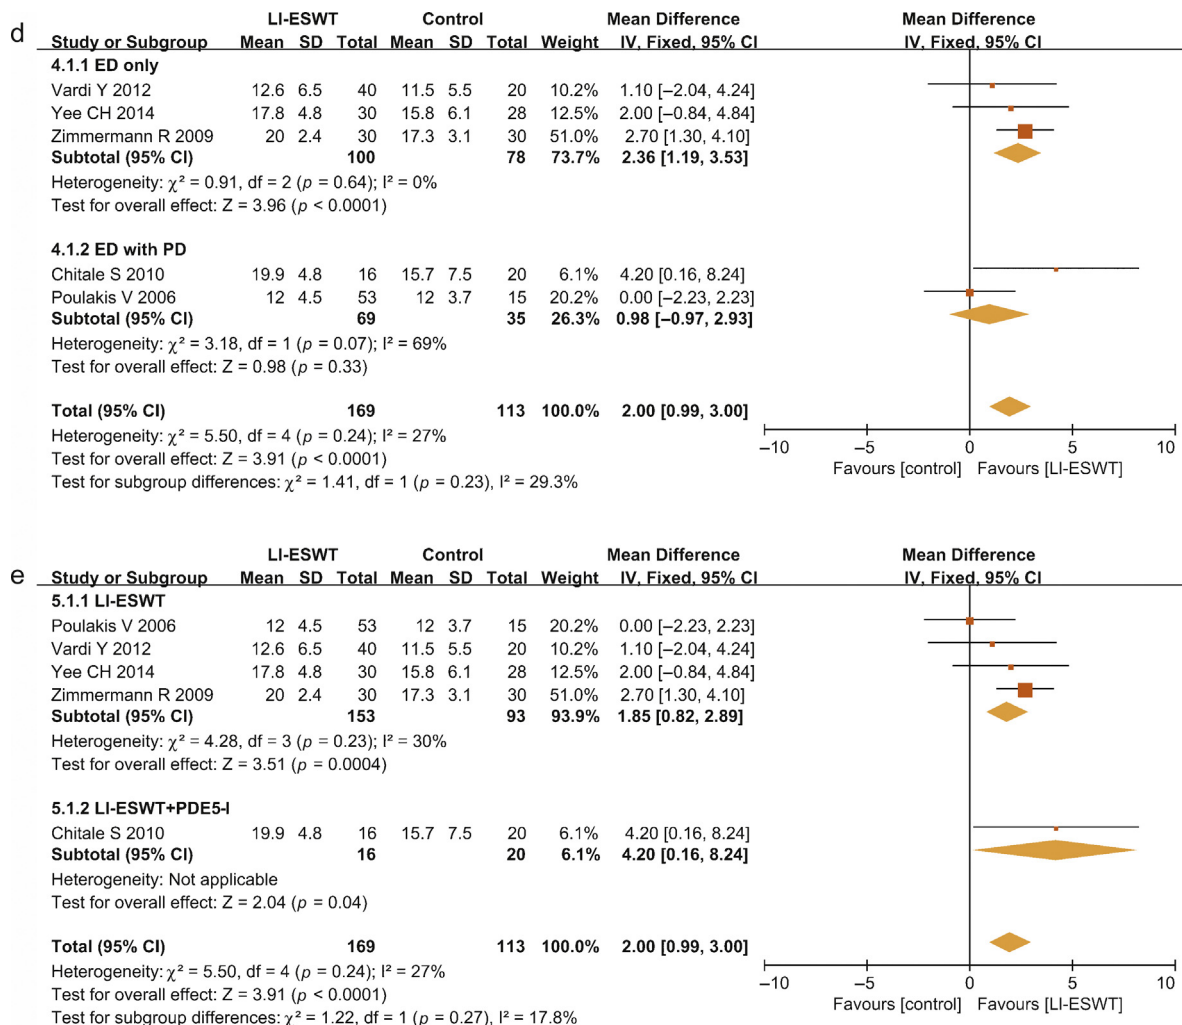 d
LI-ESWT Control Mean Difference Mean Difference
Study or Subgroup Mean SD Total Mean SD Total Weight IV, Fixed, 95% CI IV, Fixed, 95% CI
4.1.1 ED only
Vardi Y 2012 12.6 6.5 40 11.5 5.5 20 10.2% 1.10 [–2.04, 4.24]
Yee CH 2014 17.8 4.8 30 15.8 6.1 28 12.5% 2.00 [–0.84, 4.84]
Zimmermann R 2009 20 2.4 30 17.3 3.1 30 51.0% 2.70 [1.30, 4.10]
Subtotal (95% CI) 100 78 73.7% 2.36 [1.19, 3.53]
Heterogeneity: χ² = 0.91, df = 2 (p = 0.64); I² = 0%
Test for overall effect: Z = 3.96 (p < 0.0001)
4.1.2 ED with PD
Chitale S 2010 19.9 4.8 16 15.7 7.5 20 6.1% 4.20 [0.16, 8.24]
Poulakis V 2006 12 4.5 53 12 3.7 15 20.2% 0.00 [–2.23, 2.23]
Subtotal (95% CI) 69 35 26.3% 0.98 [–0.97, 2.93]
Heterogeneity: χ² = 3.18, df = 1 (p = 0.07); I² = 69%
Test for overall effect: Z = 0.98 (p = 0.33)
Total (95% CI) 169 113 100.0% 2.00 [0.99, 3.00]
Heterogeneity: χ² = 5.50, df = 4 (p = 0.24); I² = 27%
Test for overall effect: Z = 3.91 (p < 0.0001)
Test for subgroup differences: χ² = 1.41, df = 1 (p = 0.23), I² = 29.3%
–10 –5 0 5 10
Favours [control] Favours [LI-ESWT]
e
LI-ESWT Control Mean Difference Mean Difference
Study or Subgroup Mean SD Total Mean SD Total Weight IV, Fixed, 95% CI IV, Fixed, 95% CI
5.1.1 LI-ESWT
Poulakis V 2006 12 4.5 53 12 3.7 15 20.2% 0.00 [–2.23, 2.23]
Vardi Y 2012 12.6 6.5 40 11.5 5.5 20 10.2% 1.10 [–2.04, 4.24]
Yee CH 2014 17.8 4.8 30 15.8 6.1 28 12.5% 2.00 [–0.84, 4.84]
Zimmermann R 2009 20 2.4 30 17.3 3.1 30 51.0% 2.70 [1.30, 4.10]
Subtotal (95% CI) 153 93 93.9% 1.85 [0.82, 2.89]
Heterogeneity: χ² = 4.28, df = 3 (p = 0.23); I² = 30%
Test for overall effect: Z = 3.51 (p = 0.0004)
5.1.2 LI-ESWT+PDE5-I
Chitale S 2010 19.9 4.8 16 15.7 7.5 20 6.1% 4.20 [0.16, 8.24]
Subtotal (95% CI) 16 20 6.1% 4.20 [0.16, 8.24]
Heterogeneity: Not applicable
Test for overall effect: Z = 2.04 (p = 0.04)
Total (95% CI) 169 113 100.0% 2.00 [0.99, 3.00]
Heterogeneity: χ² = 5.50, df = 4 (p = 0.24); I² = 27%
Test for overall effect: Z = 3.91 (p < 0.0001)
Test for subgroup differences: χ² = 1.22, df = 1 (p = 0.27), I² = 17.8%
–10 –5 0 5 10
Favours [control] Favours [LI-ESWT]